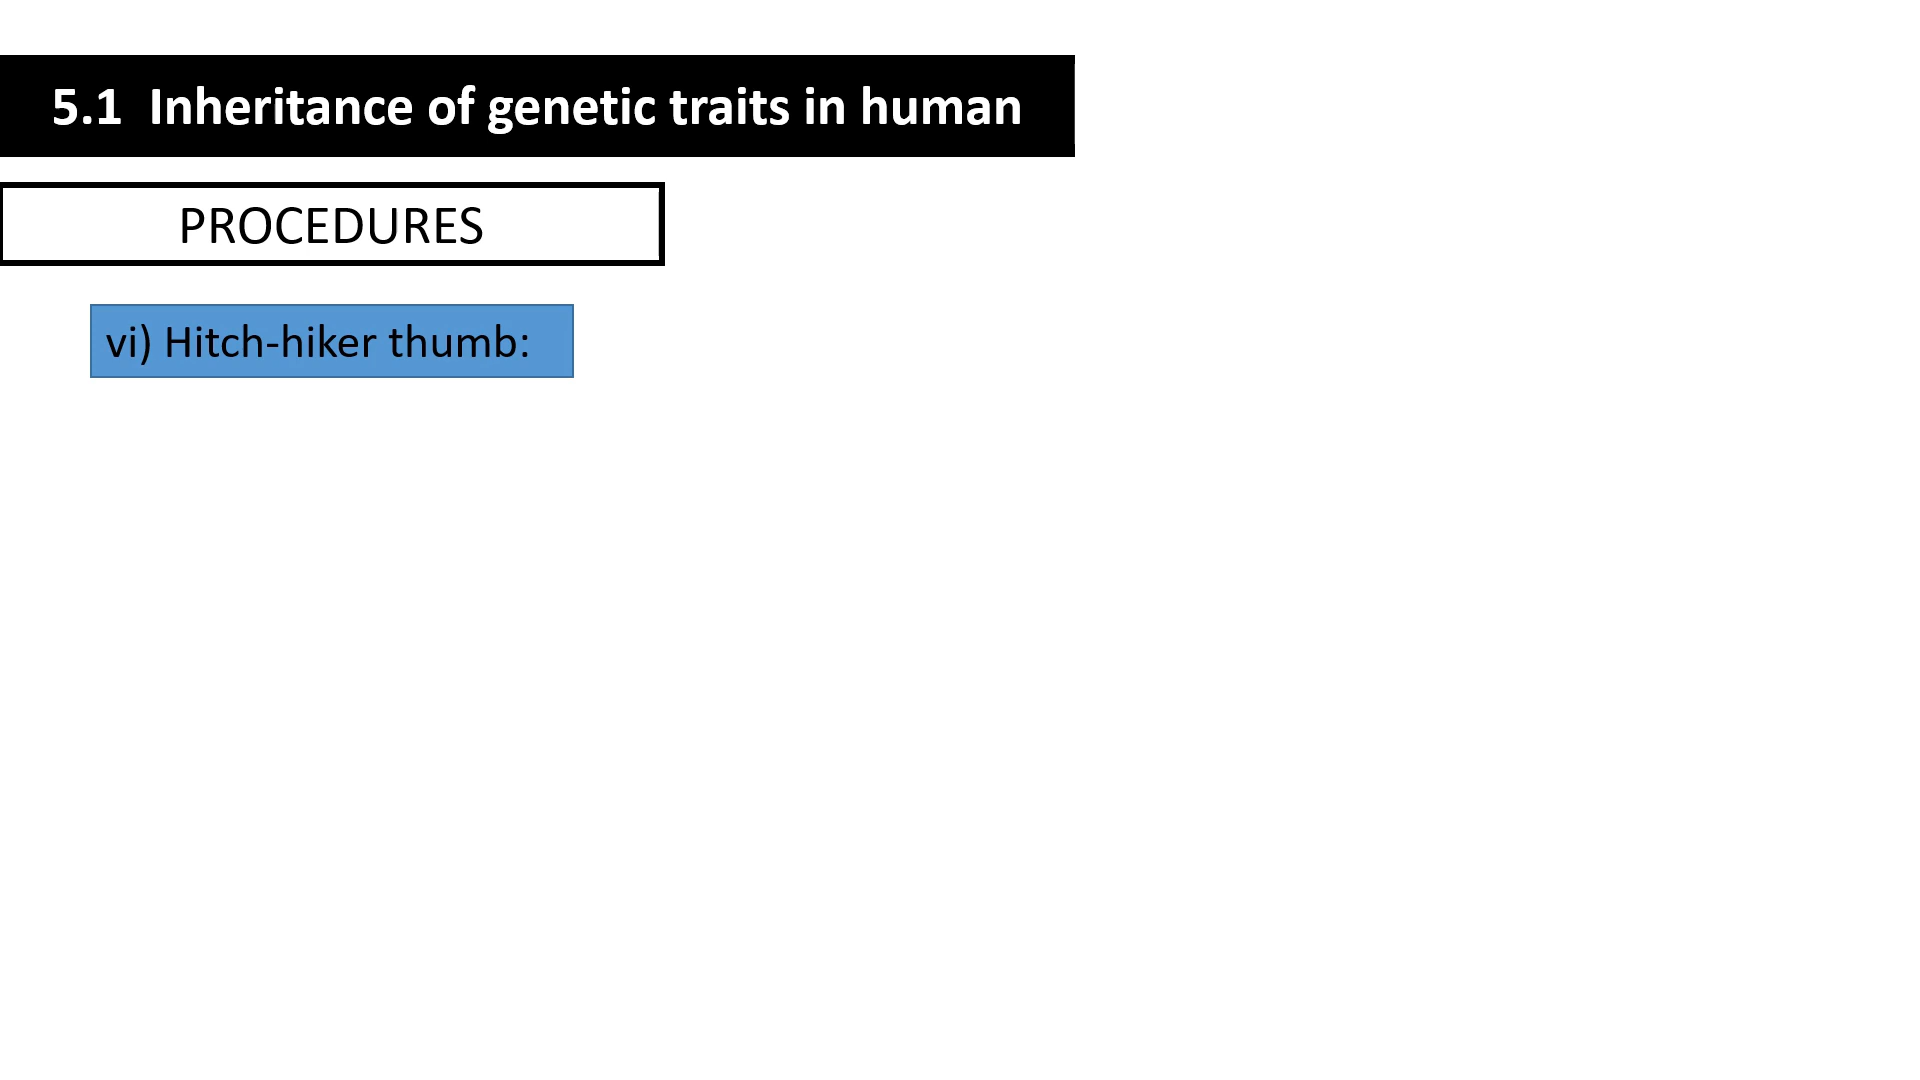 5.1 Inheritance of genetic traits in human
PROCEDURES
vi) Hitch-hiker thumb: